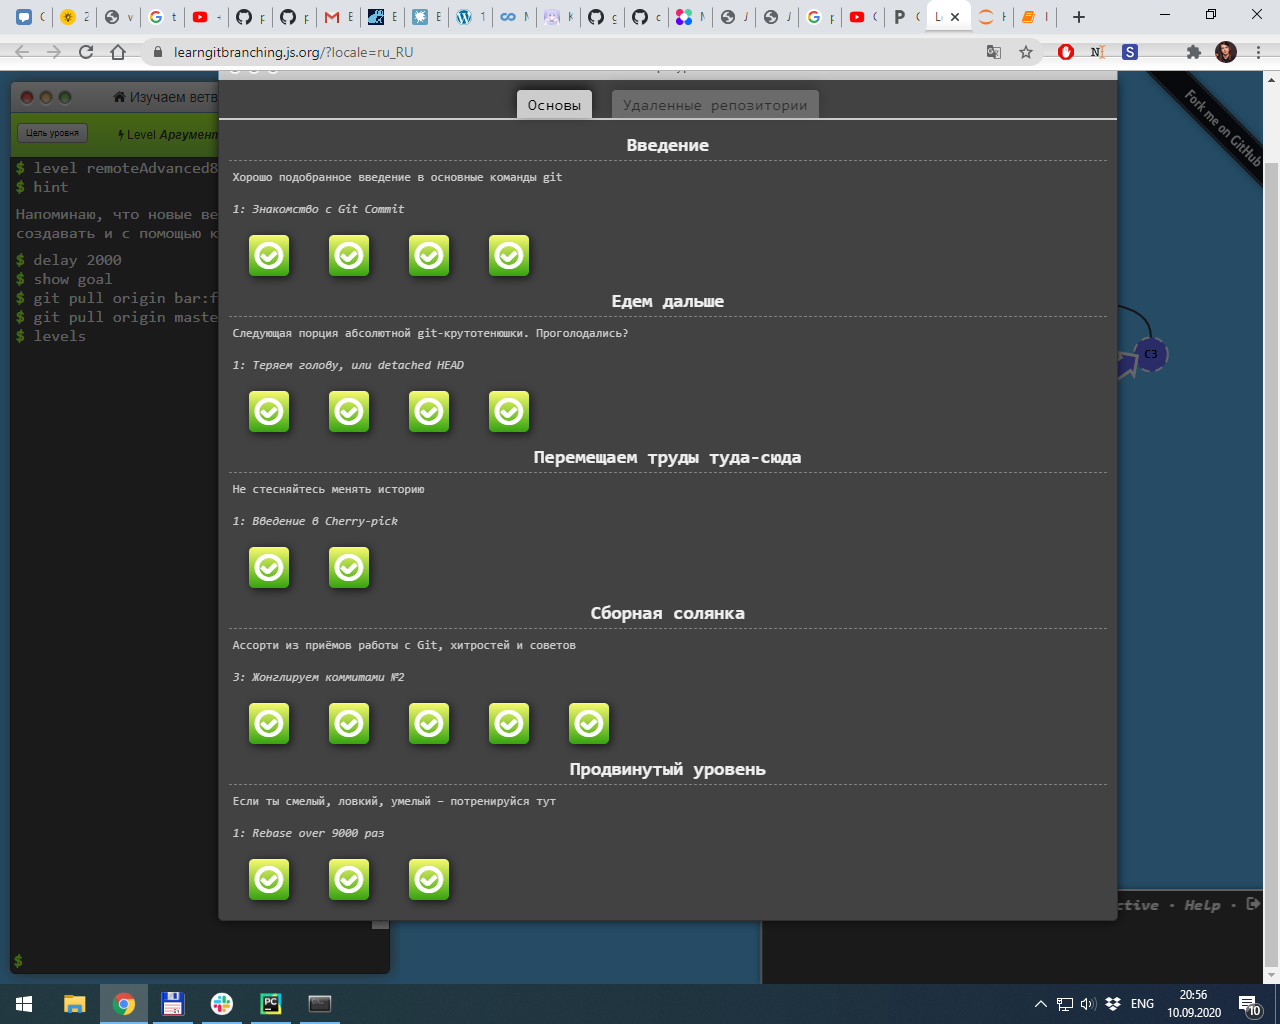 learngitbranching.js.org/?locale=ru_RU
Изучаем ветв
Цель уровня
Level Аргумент
$ level remoteAdvanced8
$ hint
Напоминаю, что новые ве
создавать и с помощью к
$ delay 2000
$ show goal
$ git pull origin bar:f
$ git pull origin maste
$ levels
$
Основы
Удаленные репозитории
Введение
Хорошо подобранное введение в основные команды git
1: Знакомство с Git Commit
Едем дальше
Следующая порция абсолютной git-крутотенюшки. Проголодались?
1: Теряем голову, или detached HEAD
Перемещаем труды туда-сюда
Не стесняйтесь менять историю
1: Введение в Cherry-pick
Сборная солянка
Ассорти из приёмов работы с Git, хитростей и советов
3: Жонглируем коммитами №2
Продвинутый уровень
Если ты смелый, ловкий, умелый – потренируйся тут
1: Rebase over 9000 раз
Fork me on GitHub
C3
ctive · Help ·
ENG
20:56
10.09.2020
10